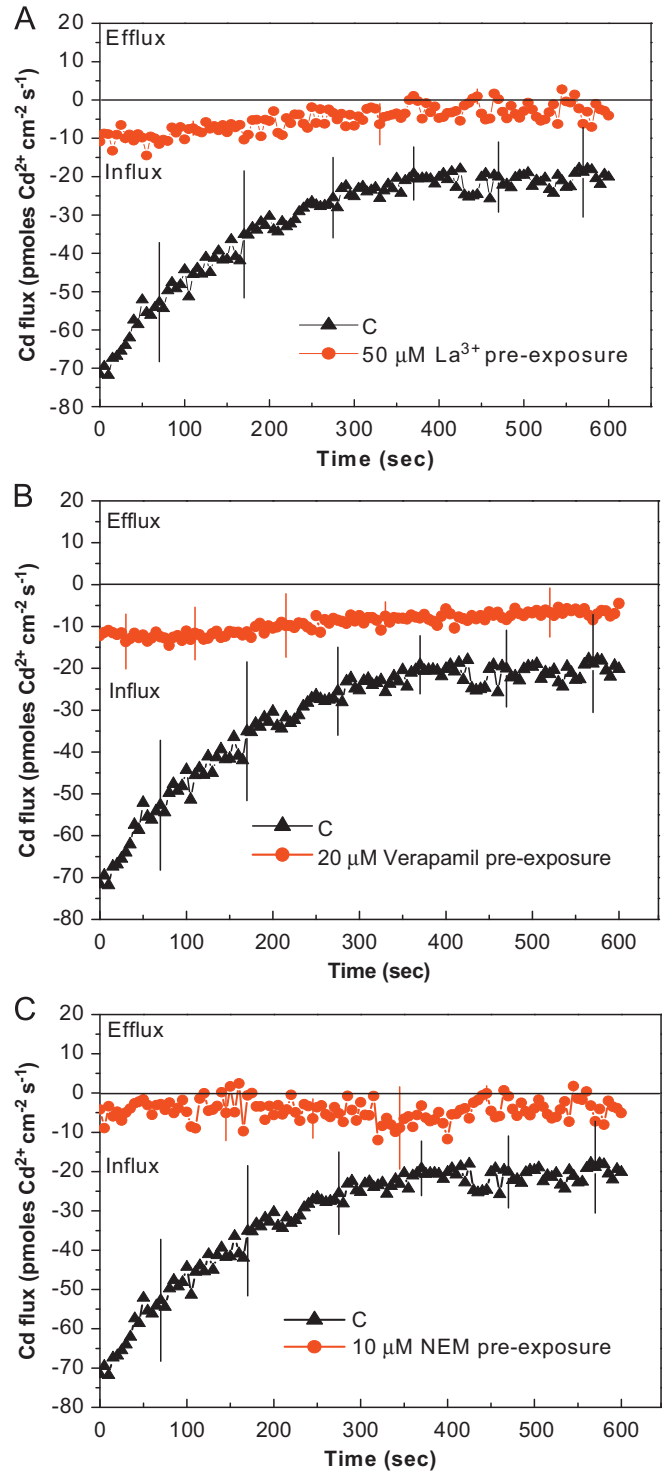 A
20
10
0
-10
-20
-30
-40
-50
-60
-70
-80
Cd flux (pmoles Cd²⁺ cm⁻² s⁻¹)
Efflux
Influx
C
50 µM La³⁺ pre-exposure
0 100 200 300 400 500 600
Time (sec)
B
20
10
0
-10
-20
-30
-40
-50
-60
-70
-80
Cd flux (pmoles Cd²⁺ cm⁻² s⁻¹)
Efflux
Influx
C
20 µM Verapamil pre-exposure
0 100 200 300 400 500 600
Time (sec)
C
20
10
0
-10
-20
-30
-40
-50
-60
-70
-80
Cd flux (pmoles Cd²⁺ cm⁻² s⁻¹)
Efflux
Influx
C
10 µM NEM pre-exposure
0 100 200 300 400 500 600
Time (sec)